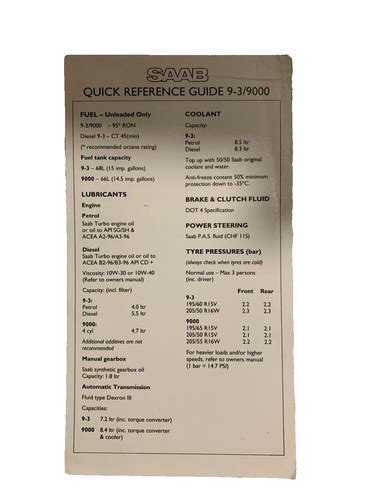 SAAB
QUICK REFERENCE GUIDE 9-3/9000
FUEL – Unleaded Only
9-3/9000 – 95* RON
Diesel 9-3 – CT 45(min)
(* recommended octane rating)
Fuel tank capacity
9-3 – 68L (15 imp. gallons)
9000 – 66L (14.5 imp. gallons)
LUBRICANTS
Engine
Petrol
Saab Turbo engine oil
or oil to API SG/SH &
ACEA A2-96/A3-96
Diesel
Saab Turbo engine oil or oil to
ACEA B2-96/B3-96 API CD +
Viscosity: 10W-30 or 10W-40
(Refer to owners manual)
Capacity: (incl. filter)
9-3:
Petrol 4.0 ltr
Diesel 5.5 ltr
9000:
4 cyl 4.7 ltr
Additional additives are not
recommended
Manual gearbox
Saab synthetic gearbox oil
Capacity: 1.8 ltr
Automatic Transmission
Fluid type Dexron III
Capacities:
9-3 7.2 ltr (inc. torque converter)
9000 8.4 ltr (inc. torque converter
& cooler)
COOLANT
Capacity:
9-3:
Petrol 8.5 ltr
Diesel 8.3 ltr
Top up with 50/50 Saab original
coolant and water.
Anti-freeze content 50% minimum
protection down to -35°C.
BRAKE & CLUTCH FLUID
DOT 4 Specification
POWER STEERING
Saab P.A.S. fluid (CHF 11S)
TYRE PRESSURES (bar)
(always check when tyres are cold)
Normal use – Max 3 persons
(inc. driver)
Front Rear
9-3
195/60 R15V 2.2 2.2
205/50 R16W 2.3 2.3
9000
195/65 R15V 2.1 2.1
205/50 R15V 2.1 2.1
205/55 R16W 2.2 2.2
For heavier loads and/or higher
speeds, refer to owners manual
(1 bar = 14.7 PSI)